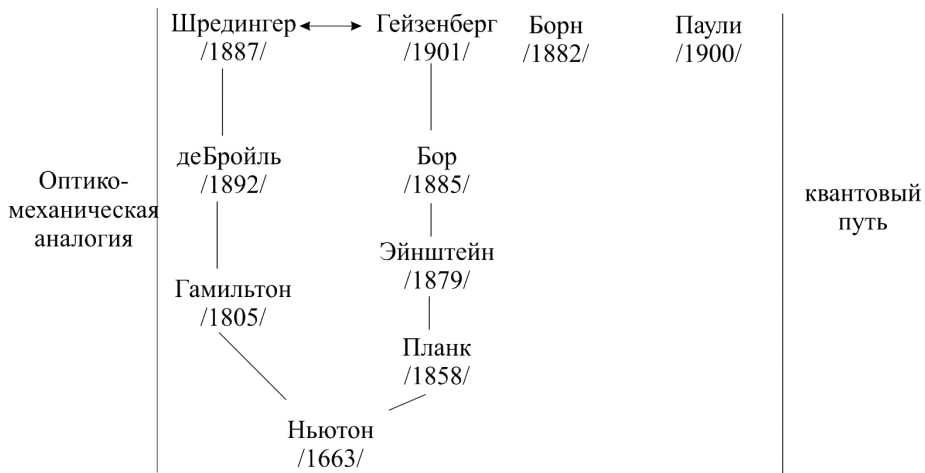 Шредингер
/1887/
Гейзенберг
/1901/
Борн
/1882/
Паули
/1900/
деБройль
/1892/
Бор
/1885/
Оптико-
механическая
аналогия
квантовый
путь
Эйнштейн
/1879/
Гамильтон
/1805/
Планк
/1858/
Ньютон
/1663/